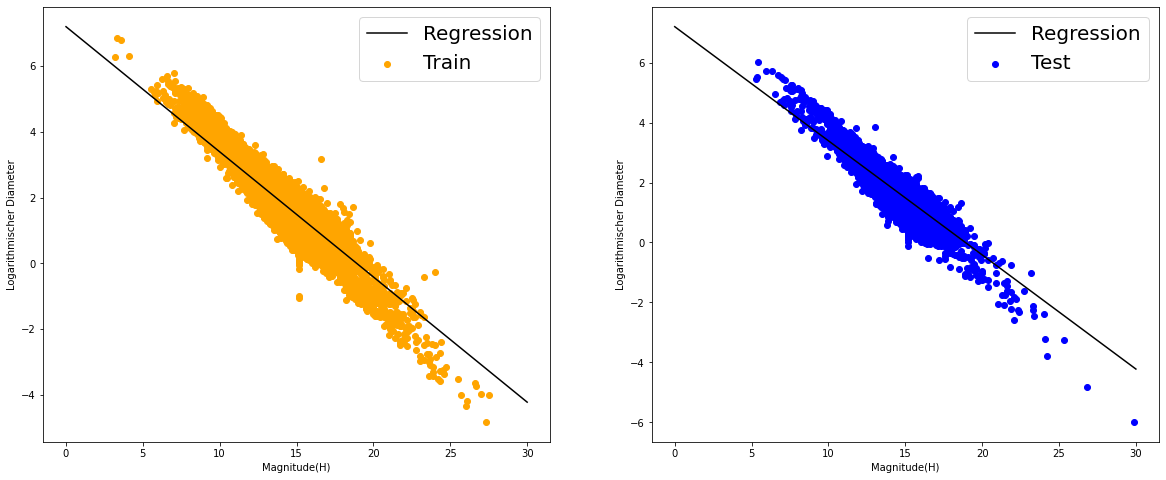 Regression
Train
6
4
2
0
−2
−4
0 5 10 15 20 25 30
Logarithmischer Diameter
Magnitude(H)
Regression
Test
6
4
2
0
−2
−4
−6
0 5 10 15 20 25 30
Logarithmischer Diameter
Magnitude(H)